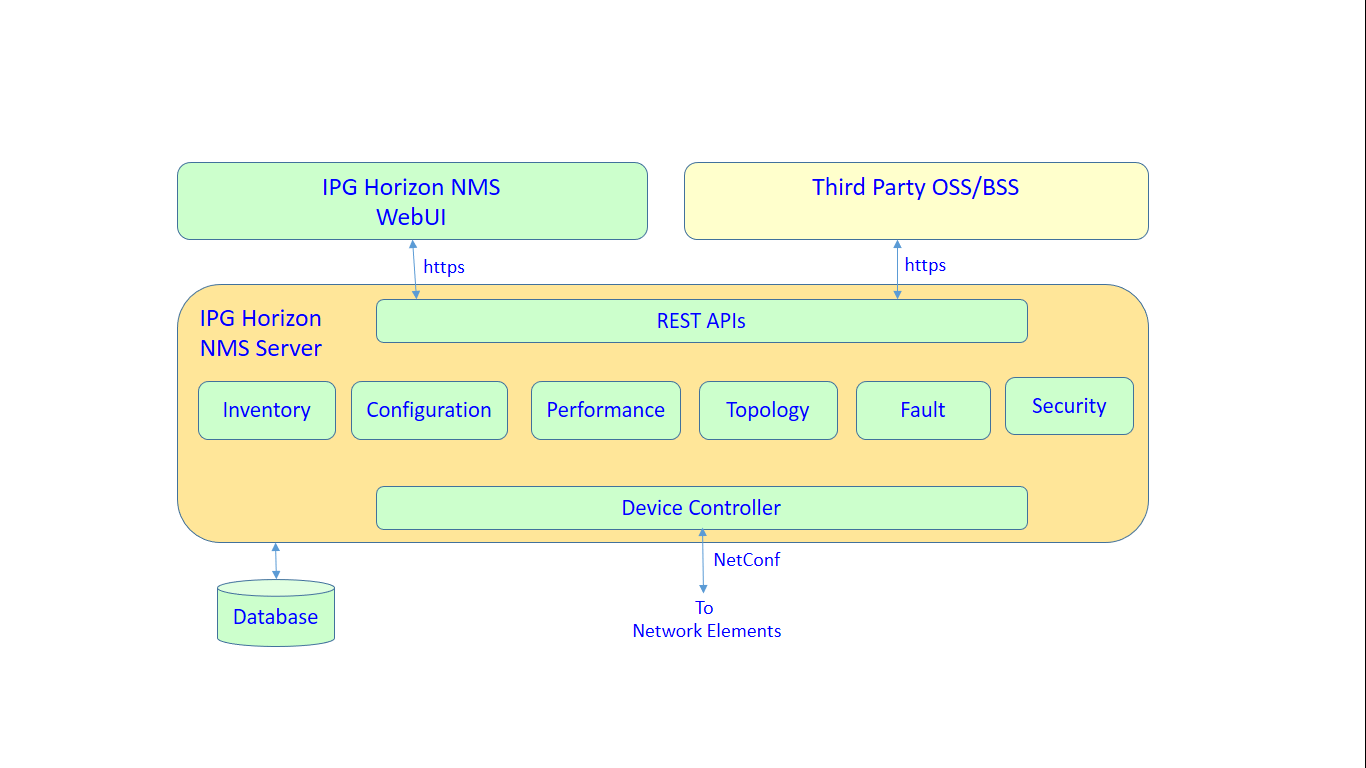 IPG Horizon NMS
WebUI
Third Party OSS/BSS
https
https
IPG Horizon
NMS Server
REST APIs
Inventory
Configuration
Performance
Topology
Fault
Security
Device Controller
NetConf
Database
To
Network Elements